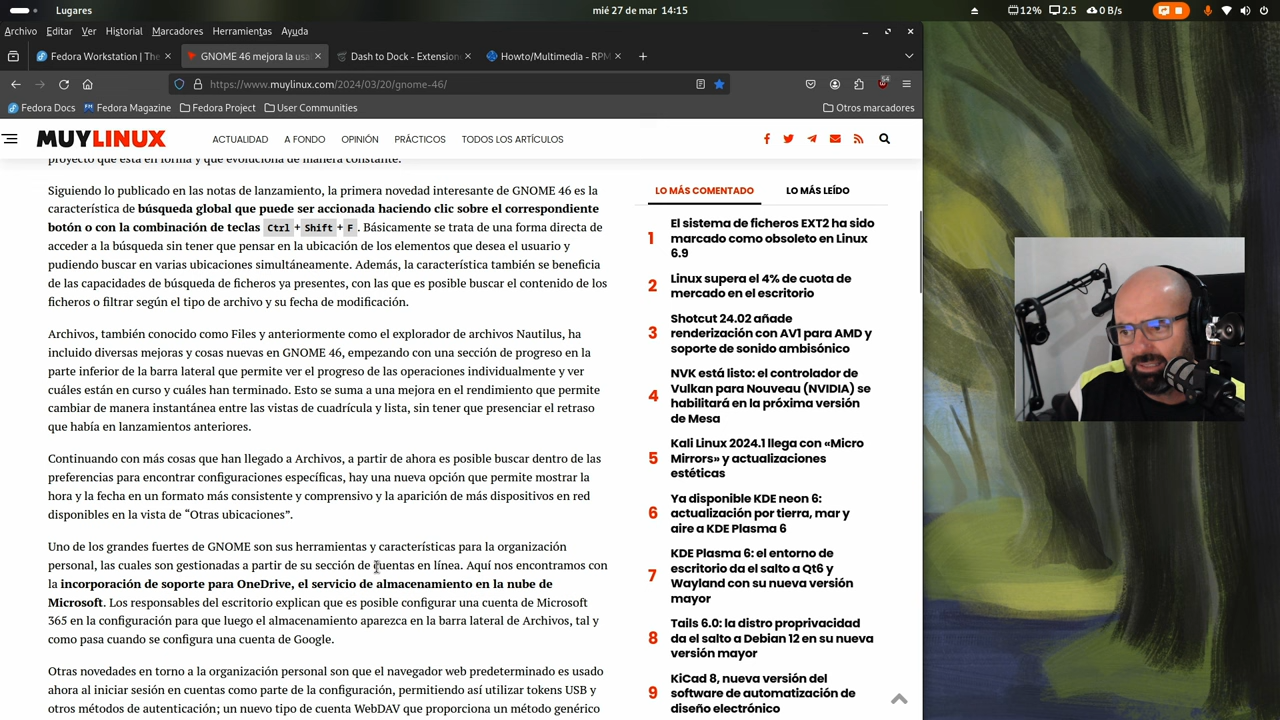 Lugares
mié 27 de mar 14:15
12% 2.5 0 B/s
Archivo Editar Ver Historial Marcadores Herramientas Ayuda
Fedora Workstation | The
GNOME 46 mejora la usa
Dash to Dock - Extension
Howto/Multimedia - RPM
https://www.muylinux.com/2024/03/20/gnome-46/
64
Fedora Docs Fedora Magazine Fedora Project User Communities
Otros marcadores
MUYLINUX
ACTUALIDAD A FONDO OPINIÓN PRÁCTICOS TODOS LOS ARTÍCULOS
proyecto que está en forma y que evoluciona de manera constante.
Siguiendo lo publicado en las notas de lanzamiento, la primera novedad interesante de GNOME 46 es la
característica de búsqueda global que puede ser accionada haciendo clic sobre el correspondiente
botón o con la combinación de teclas Ctrl + Shift + F . Básicamente se trata de una forma directa de
acceder a la búsqueda sin tener que pensar en la ubicación de los elementos que desea el usuario y
pudiendo buscar en varias ubicaciones simultáneamente. Además, la característica también se beneficia
de las capacidades de búsqueda de ficheros ya presentes, con las que es posible buscar el contenido de los
ficheros o filtrar según el tipo de archivo y su fecha de modificación.
Archivos, también conocido como Files y anteriormente como el explorador de archivos Nautilus, ha
incluido diversas mejoras y cosas nuevas en GNOME 46, empezando con una sección de progreso en la
parte inferior de la barra lateral que permite ver el progreso de las operaciones individualmente y ver
cuáles están en curso y cuáles han terminado. Esto se suma a una mejora en el rendimiento que permite
cambiar de manera instantánea entre las vistas de cuadrícula y lista, sin tener que presenciar el retraso
que había en lanzamientos anteriores.
Continuando con más cosas que han llegado a Archivos, a partir de ahora es posible buscar dentro de las
preferencias para encontrar configuraciones específicas, hay una nueva opción que permite mostrar la
hora y la fecha en un formato más consistente y comprensivo y la aparición de más dispositivos en red
disponibles en la vista de “Otras ubicaciones”.
Uno de los grandes fuertes de GNOME son sus herramientas y características para la organización
personal, las cuales son gestionadas a partir de su sección de cuentas en línea. Aquí nos encontramos con
la incorporación de soporte para OneDrive, el servicio de almacenamiento en la nube de
Microsoft. Los responsables del escritorio explican que es posible configurar una cuenta de Microsoft
365 en la configuración para que luego el almacenamiento aparezca en la barra lateral de Archivos, tal y
como pasa cuando se configura una cuenta de Google.
Otras novedades en torno a la organización personal son que el navegador web predeterminado es usado
ahora al iniciar sesión en cuentas como parte de la configuración, permitiendo así utilizar tokens USB y
otros métodos de autenticación; un nuevo tipo de cuenta WebDAV que proporciona un método genérico
LO MÁS COMENTADO LO MÁS LEÍDO
1 El sistema de ficheros EXT2 ha sido
marcado como obsoleto en Linux
6.9
2 Linux supera el 4% de cuota de
mercado en el escritorio
3 Shotcut 24.02 añade
renderización con AV1 para AMD y
soporte de sonido ambisónico
4 NVK está listo: el controlador de
Vulkan para Nouveau (NVIDIA) se
habilitará en la próxima versión
de Mesa
5 Kali Linux 2024.1 llega con «Micro
Mirrors» y actualizaciones
estéticas
6 Ya disponible KDE neon 6:
actualización por tierra, mar y
aire a KDE Plasma 6
7 KDE Plasma 6: el entorno de
escritorio da el salto a Qt6 y
Wayland con su nueva versión
mayor
8 Tails 6.0: la distro proprivacidad
da el salto a Debian 12 en su nueva
versión mayor
9 KiCad 8, nueva versión del
software de automatización de
diseño electrónico